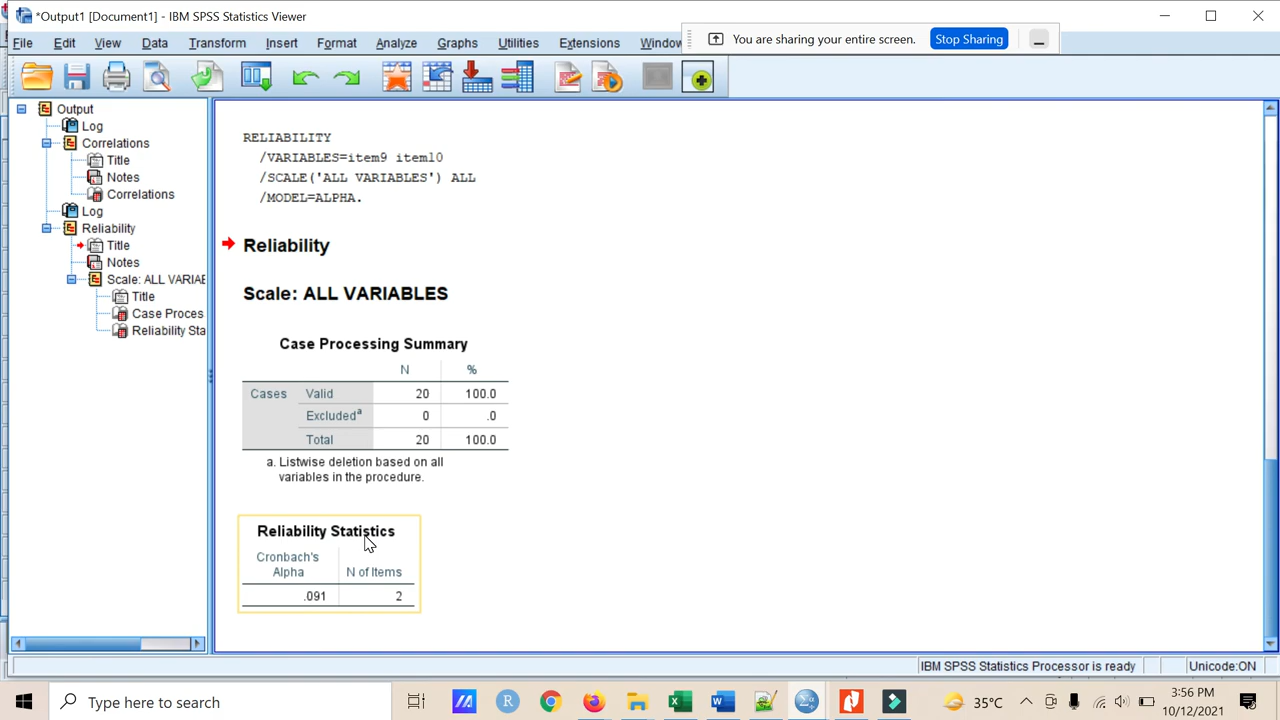 *Output1 [Document1] - IBM SPSS Statistics Viewer
You are sharing your entire screen.
Stop Sharing
File Edit View Data Transform Insert Format Analyze Graphs Utilities Extensions Window
Output
Log
Correlations
Title
Notes
Correlations
Log
Reliability
Title
Notes
Scale: ALL VARIAE
Title
Case Proces
Reliability Sta
RELIABILITY
/VARIABLES=item9 item10
/SCALE('ALL VARIABLES') ALL
/MODEL=ALPHA.
Reliability
Scale: ALL VARIABLES
Case Processing Summary
N %
Cases Valid 20 100.0
Excludeda 0 .0
Total 20 100.0
a. Listwise deletion based on all
variables in the procedure.
Reliability Statistics
Cronbach's
Alpha N of Items
.091 2
IBM SPSS Statistics Processor is ready
Unicode:ON
Type here to search
R
35°C
3:56 PM
10/12/2021